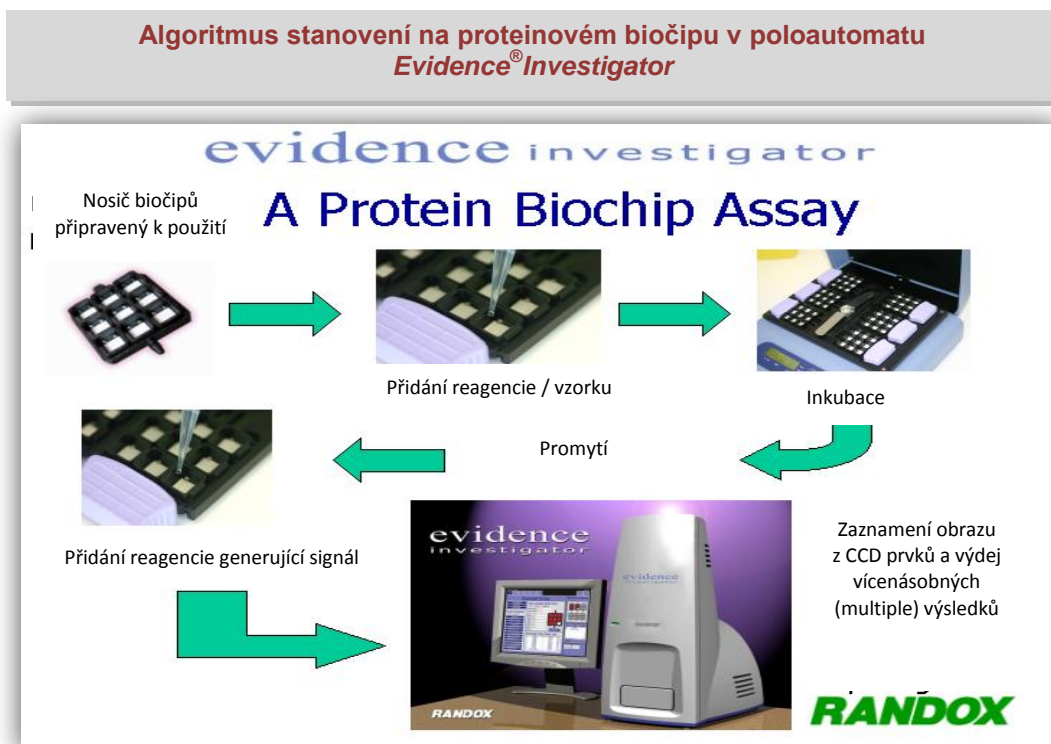 Algoritmus stanovení na proteinovém biočipu v poloautomatu
Evidence®Investigator
evidence investigator
A Protein Biochip Assay
Nosič biočipů
připravený k použití
Přidání reagencie / vzorku
Inkubace
Promytí
Přidání reagencie generující signál
Zaznamení obrazu
z CCD prvků a výdej
vícenásobných
(multiple) výsledků
evidence
investigator
evidence
investigator
RANDOX
RANDOX